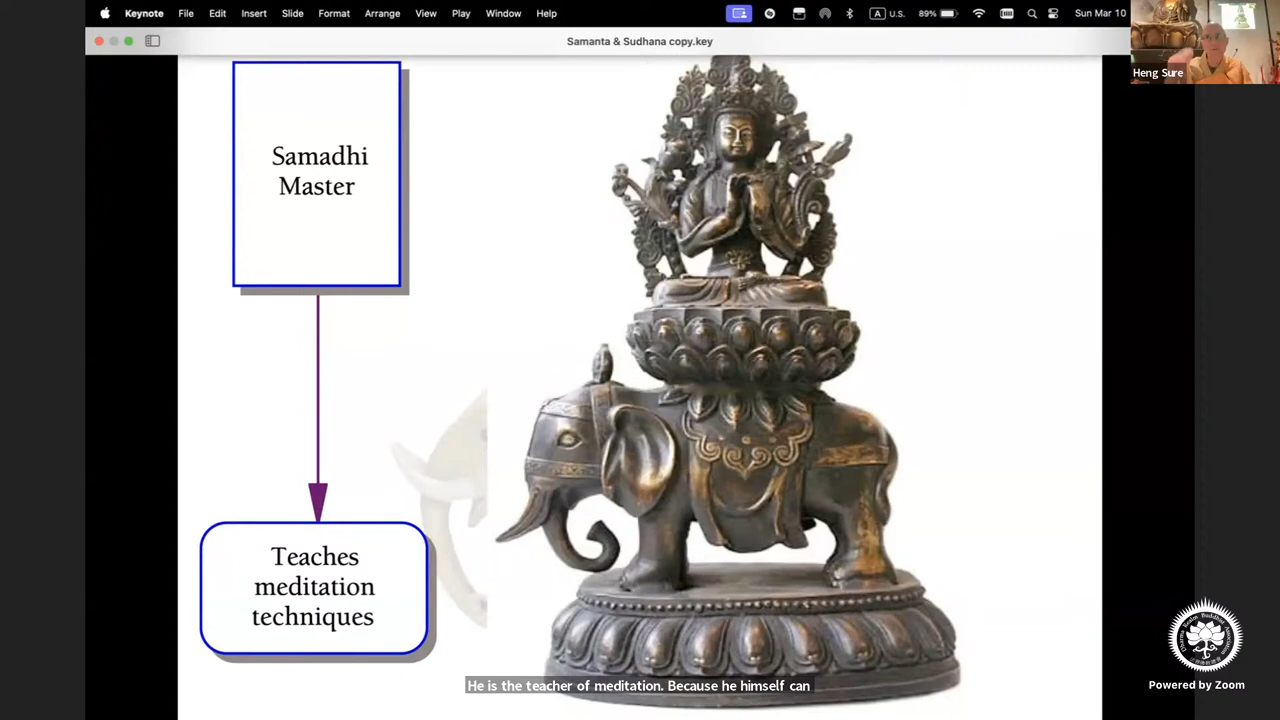 Keynote File Edit Insert Slide Format Arrange View Play Window Help A U.S. 89% Sun Mar 10
Samanta & Sudhana copy.key
Heng Sure
Samadhi
Master
Teaches
meditation
techniques
He is the teacher of meditation. Because he himself can
Powered by Zoom